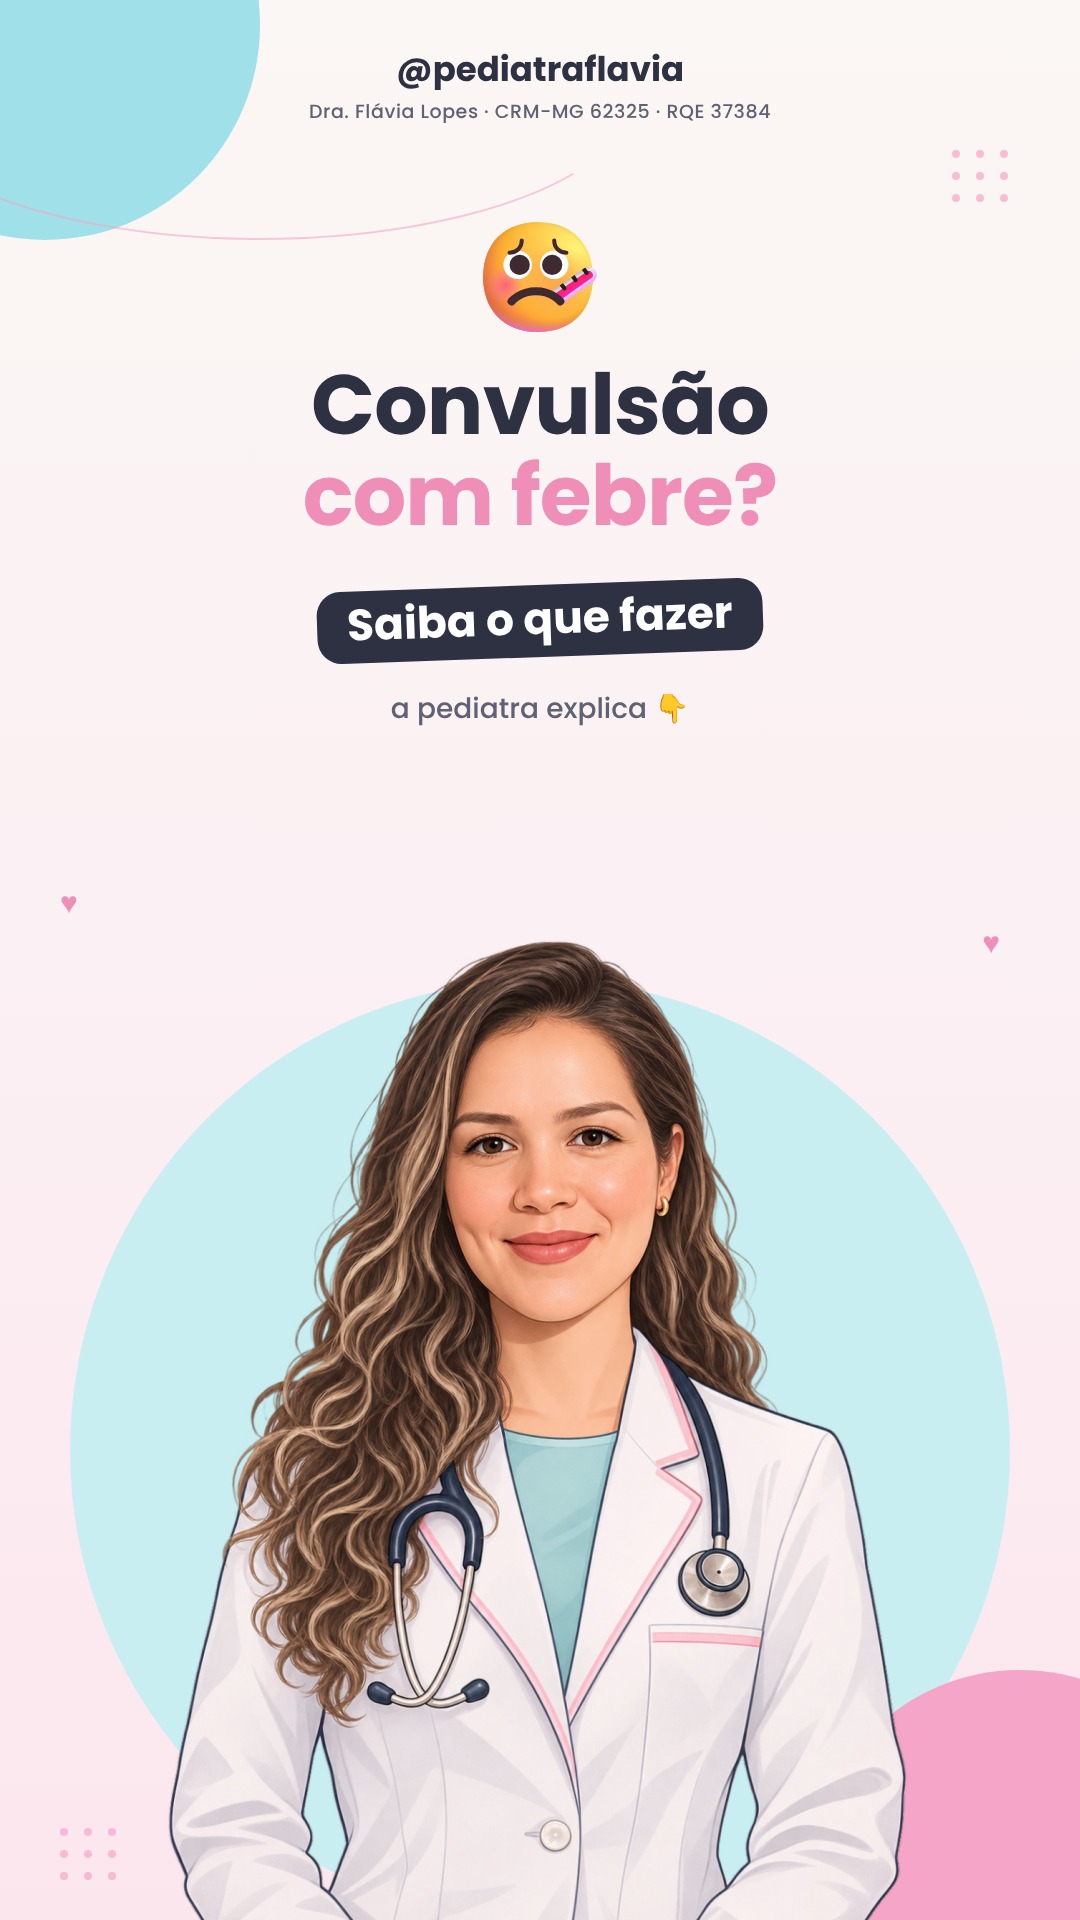 @pediatraflavia
Dra. Flávia Lopes · CRM-MG 62325 · RQE 37384
Convulsão
com febre?
Saiba o que fazer
a pediatra explica 👇